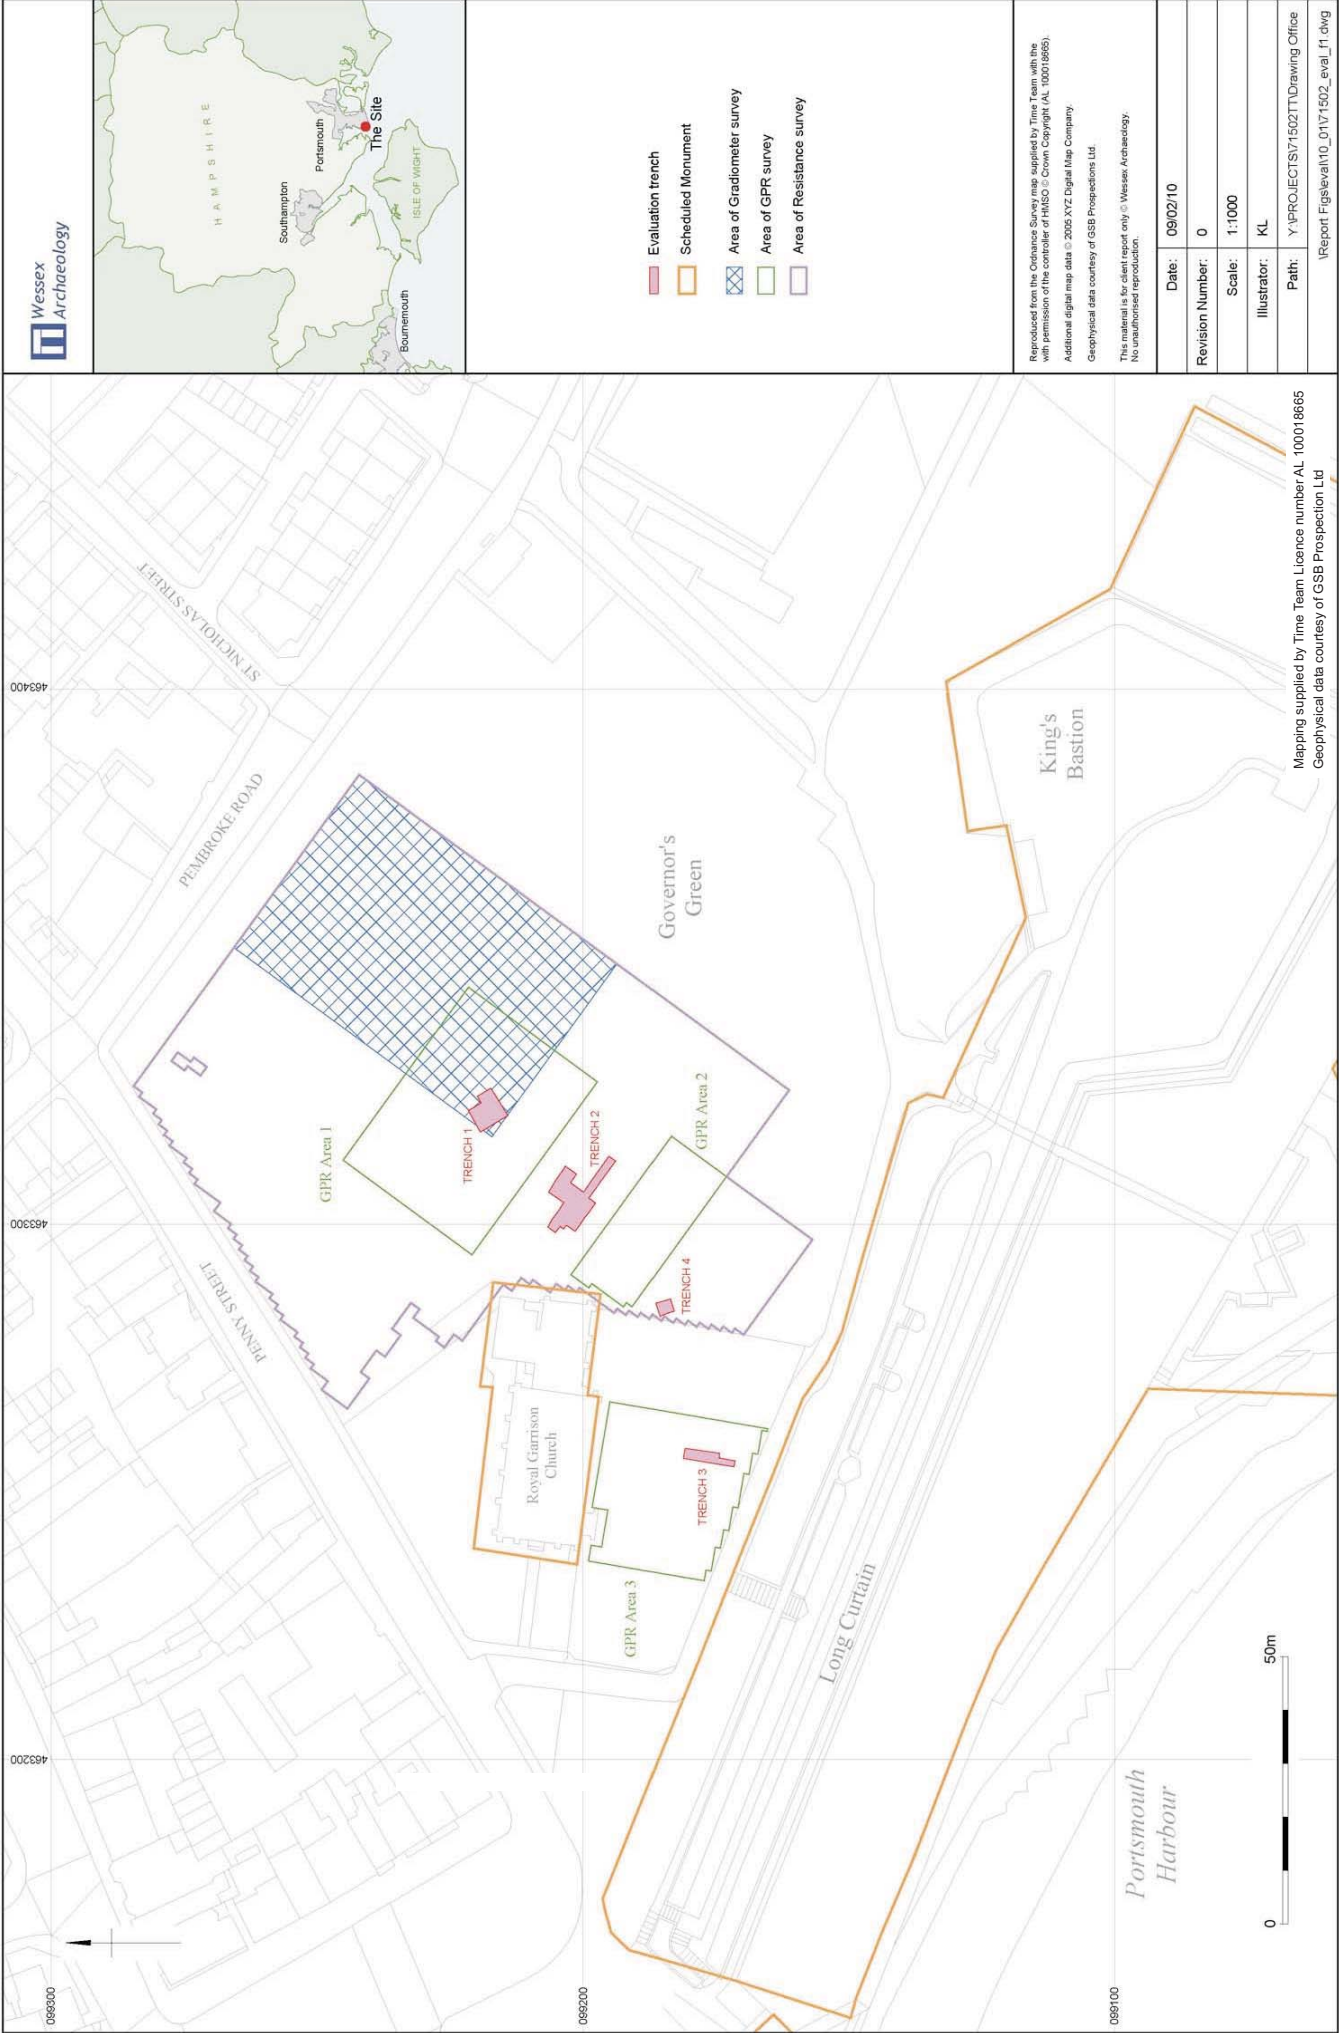 Wessex
Archaeology
HAMPSHIRE
Southampton
Portsmouth
The Site
ISLE OF WIGHT
Bournemouth
Evaluation trench
Scheduled Monument
Area of Gradiometer survey
Area of GPR survey
Area of Resistance survey
Reproduced from the Ordnance Survey map supplied by Time Team with the
with permission of the controller of HMSO © Crown Copyright (AL 100018665).
Additional digital map data © 2005 XYZ Digital Map Company.
Geophysical data courtesy of GSB Prospections Ltd.
This material is for client report only © Wessex Archaeology.
No unauthorised reproduction.
Date: 09/02/10
Revision Number: 0
Scale: 1:1000
Illustrator: KL
Path: Y:\PROJECTS\71502TT\Drawing Office
\Report Figs\eval\10_01\71502_eval_f1.dwg
099300
099200
099100
463200
463300
463400
ST NICHOLAS STREET
PEMBROKE ROAD
PENNY STREET
GPR Area 1
TRENCH 1
TRENCH 2
GPR Area 2
TRENCH 4
Royal Garrison
Church
TRENCH 3
GPR Area 3
Governor's
Green
King's
Bastion
Long Curtain
Portsmouth
Harbour
0 50m
Mapping supplied by Time Team Licence number AL 100018665
Geophysical data courtesy of GSB Prospection Ltd